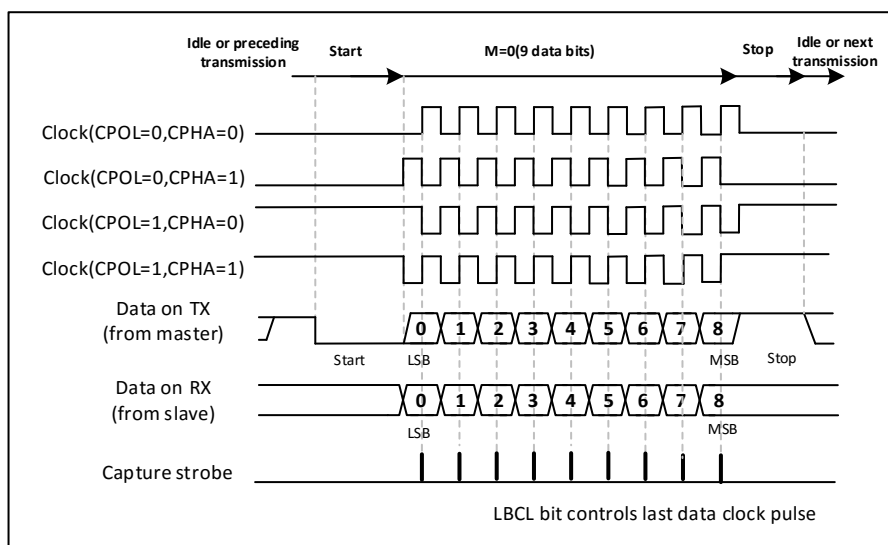 Idle or preceding
transmission
Start
M=0(9 data bits)
Stop
Idle or next
transmission
Clock(CPOL=0,CPHA=0)
Clock(CPOL=0,CPHA=1)
Clock(CPOL=1,CPHA=0)
Clock(CPOL=1,CPHA=1)
Data on TX
(from master)
0 1 2 3 4 5 6 7 8
Start
LSB
MSB
Stop
Data on RX
(from slave)
0 1 2 3 4 5 6 7 8
LSB
MSB
Capture strobe
LBCL bit controls last data clock pulse